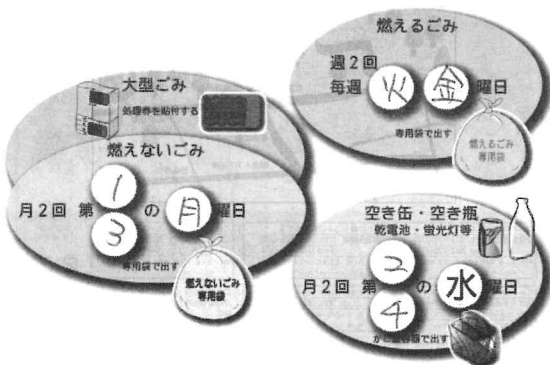 燃えるごみ
週2回
毎週 火 金 曜日
専用袋で出す
燃えるごみ
専用袋
大型ごみ
処理券を貼付する
燃えないごみ
月2回 第 1 3 の 月 曜日
専用袋で出す
燃えないごみ
専用袋
空き缶・空き瓶
乾電池・蛍光灯等
月2回 第 2 4 の 水 曜日
かご型容器で出す